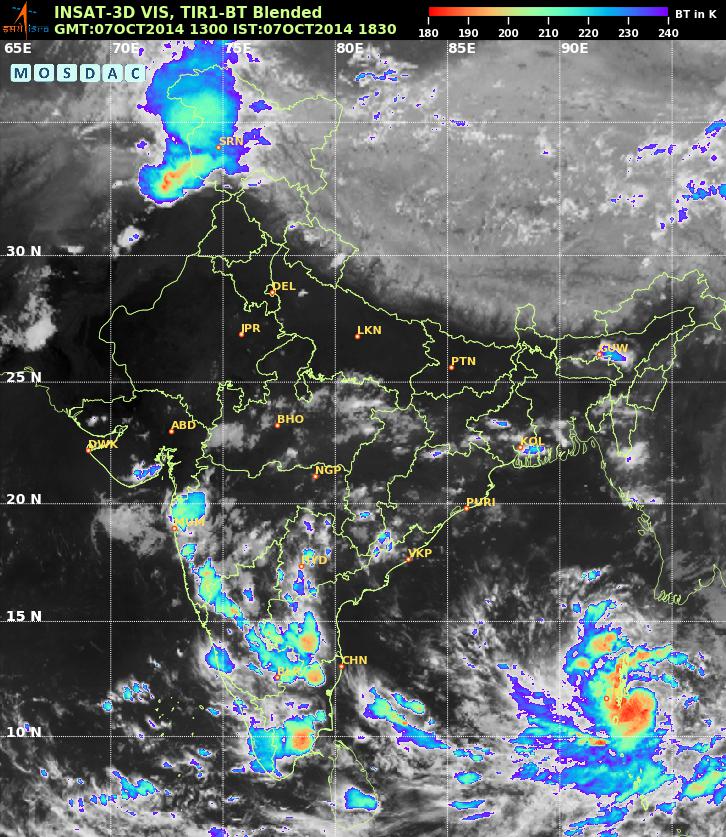 INSAT-3D VIS, TIR1-BT Blended
GMT:07OCT2014 1300 IST:07OCT2014 1830
BT in K
180 190 200 210 220 230 240
65E 70E 75E 80E 85E 90E
MOSDAC
SRN
30 N
DEL
JPR
LKN
GUW
PTN
25 N
ABD
BHO
DWK
KOL
NGP
20 N
PURI
MUM
HYD
VKP
15 N
CHN
10 N